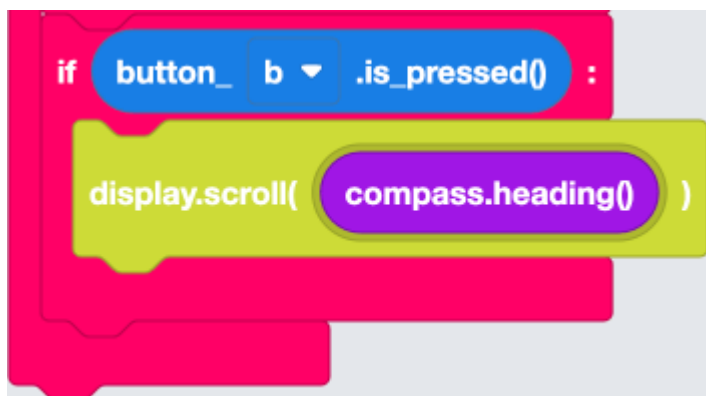 if button_ b .is_pressed() :
display.scroll( compass.heading() )